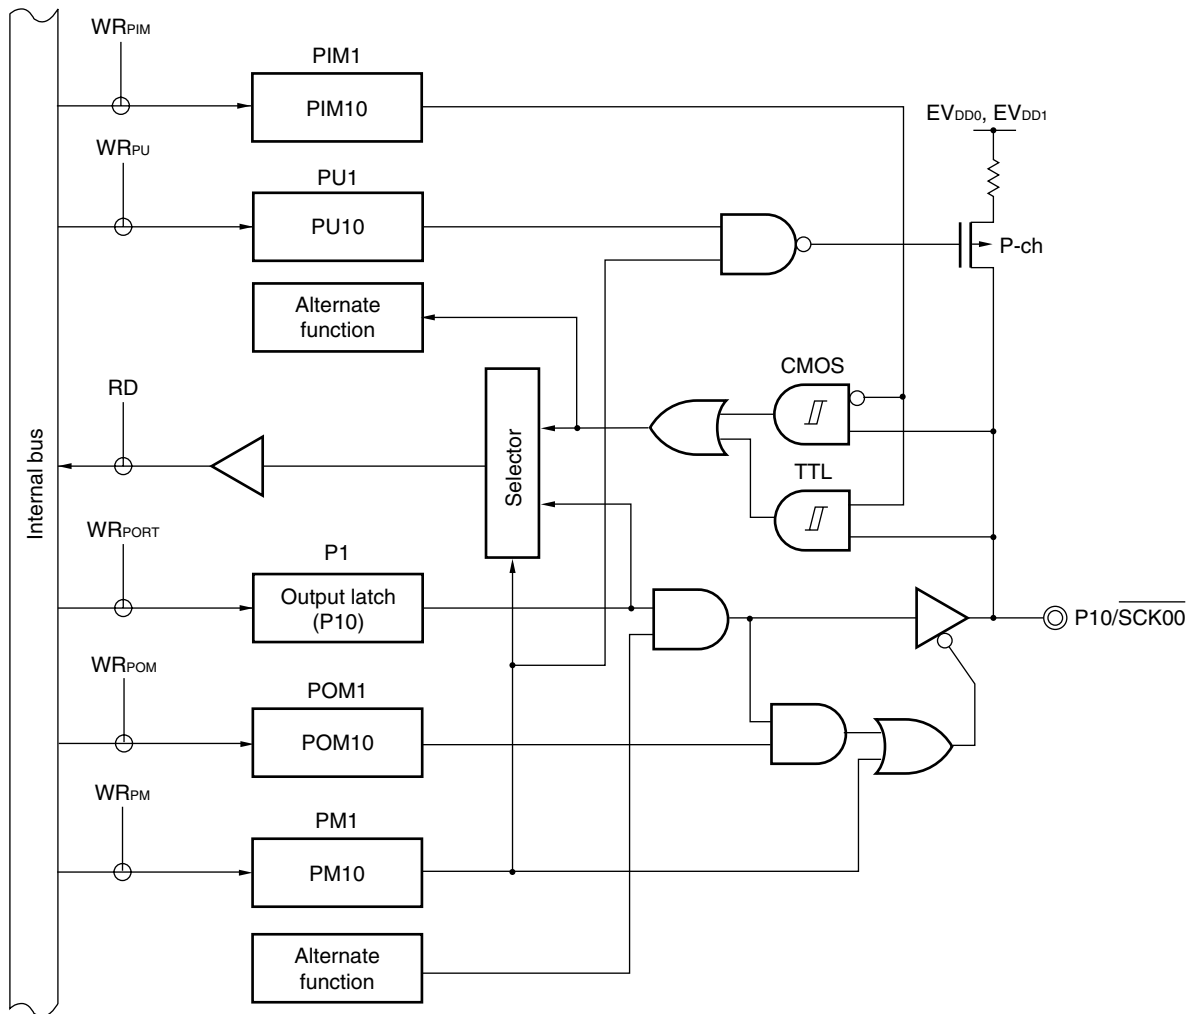 WRPIM
PIM1
PIM10
EVDD0, EVDD1
WRPU
PU1
PU10
P-ch
Alternate
function
CMOS
RD
Selector
TTL
Internal bus
WRPORT
P1
Output latch
(P10)
P10/SCK00
WRPOM
POM1
POM10
WRPM
PM1
PM10
Alternate
function